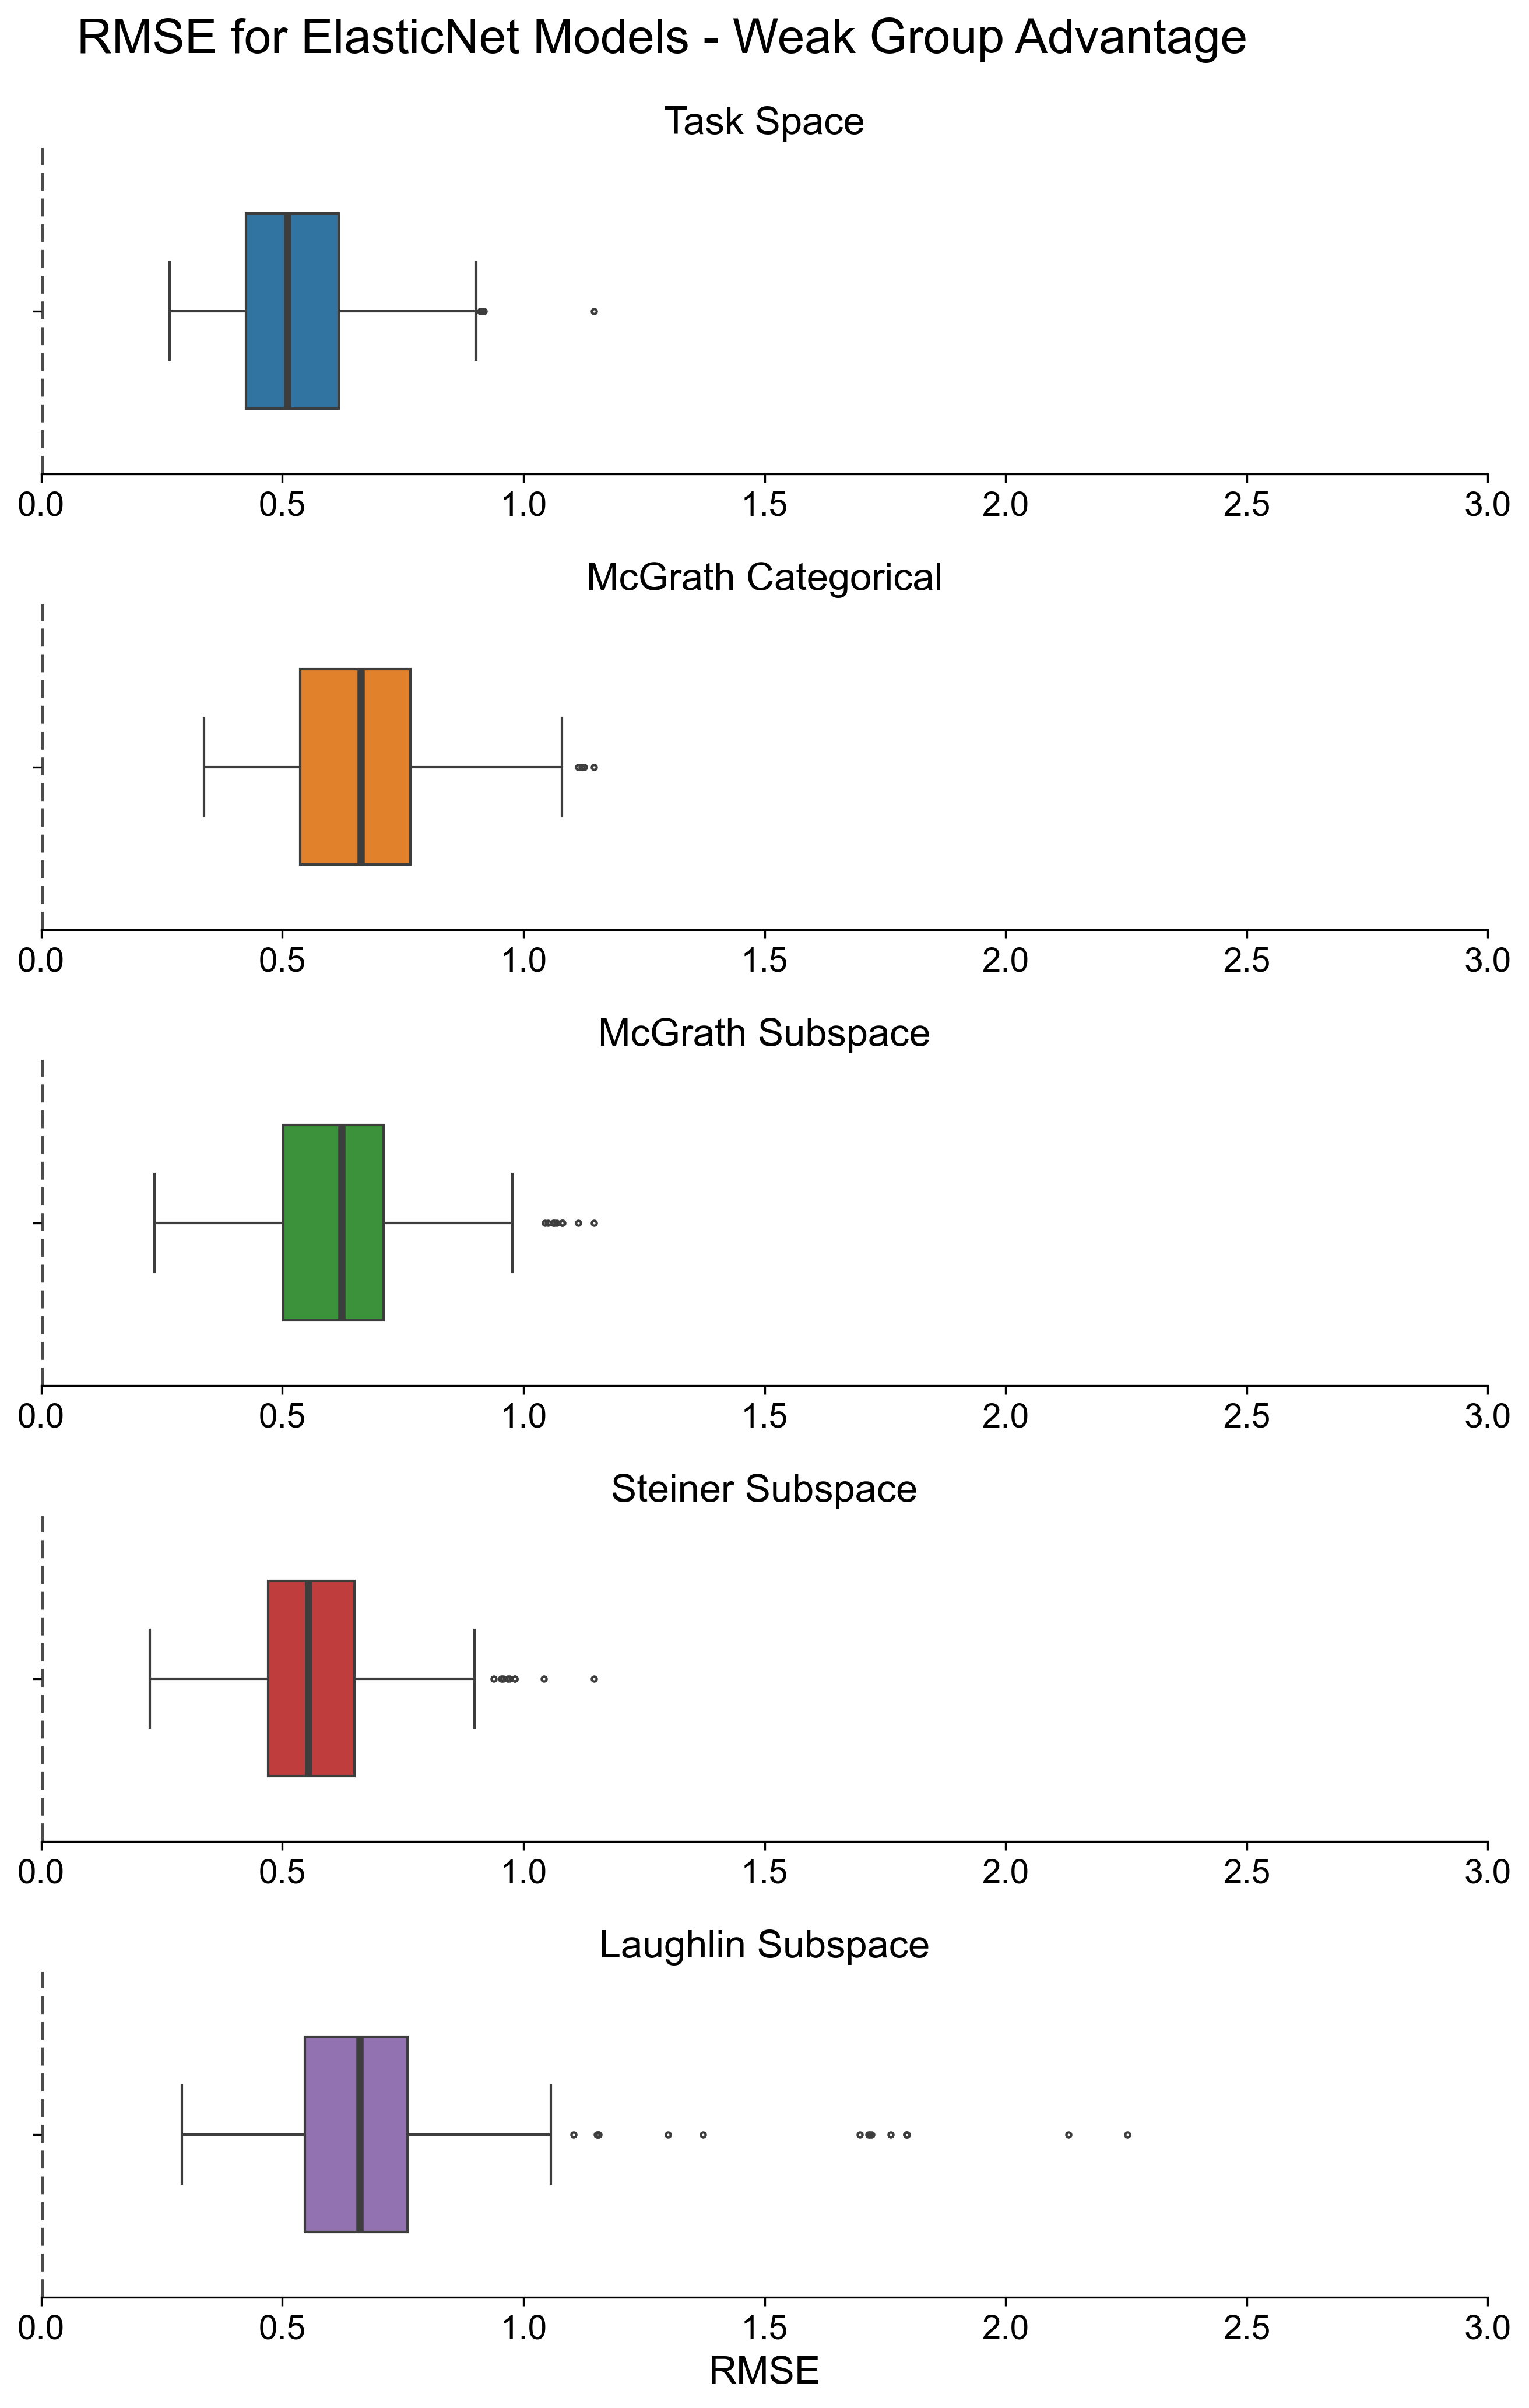 RMSE for ElasticNet Models - Weak Group Advantage
Task Space
0.0 0.5 1.0 1.5 2.0 2.5 3.0
McGrath Categorical
0.0 0.5 1.0 1.5 2.0 2.5 3.0
McGrath Subspace
0.0 0.5 1.0 1.5 2.0 2.5 3.0
Steiner Subspace
0.0 0.5 1.0 1.5 2.0 2.5 3.0
Laughlin Subspace
0.0 0.5 1.0 1.5 2.0 2.5 3.0
RMSE